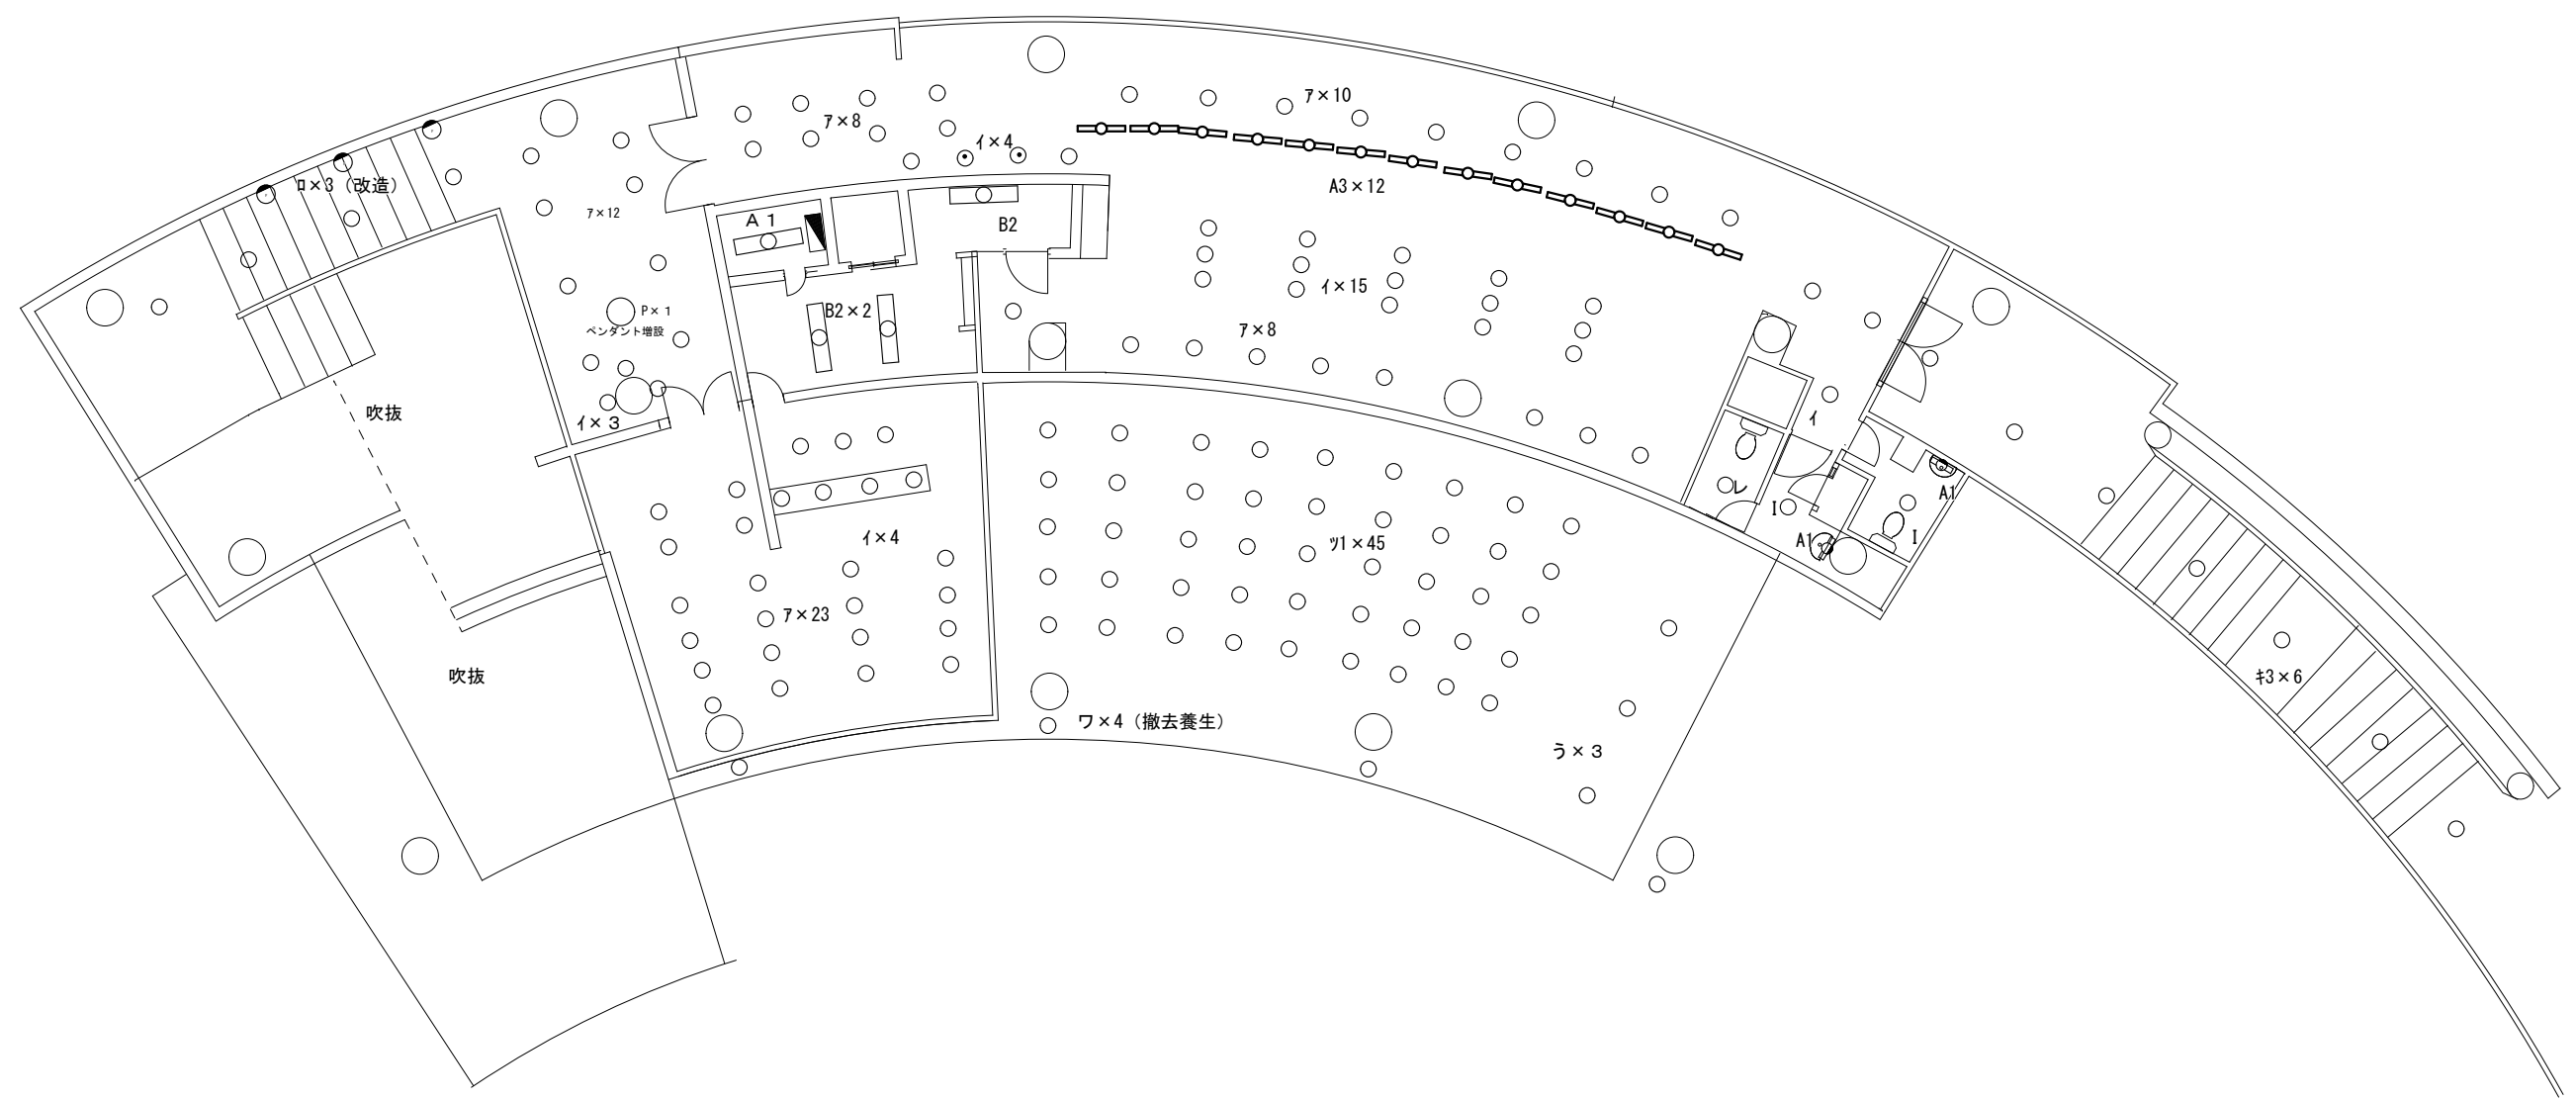 ｱ×10
ｱ×8
ｲ×4
ﾛ×3（改造）
A3×12
ｱ×12
A1
B2
ｲ×15
B2×2
P×1
ペンダント増設
ｱ×8
吹抜
ｲ×3
ｲ
レ
A1
I
ｲ×4
ﾂ1×45
A1
I
ｱ×23
吹抜
ｷ3×6
ワ×4（撤去養生）
う×3